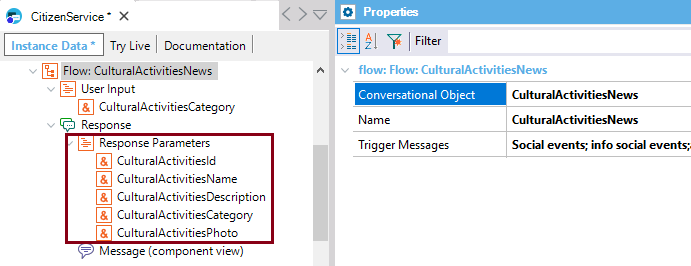 CitizenService *
Instance Data *
Try Live
Documentation
Flow: CulturalActivitiesNews
User Input
& CulturalActivitiesCategory
Response
Response Parameters
& CulturalActivitiesId
& CulturalActivitiesName
& CulturalActivitiesDescription
& CulturalActivitiesCategory
& CulturalActivitiesPhoto
Message (component view)
Properties
Filter
flow: Flow: CulturalActivitiesNews
Conversational Object CulturalActivitiesNews
Name CulturalActivitiesNews
Trigger Messages Social events; info social events;